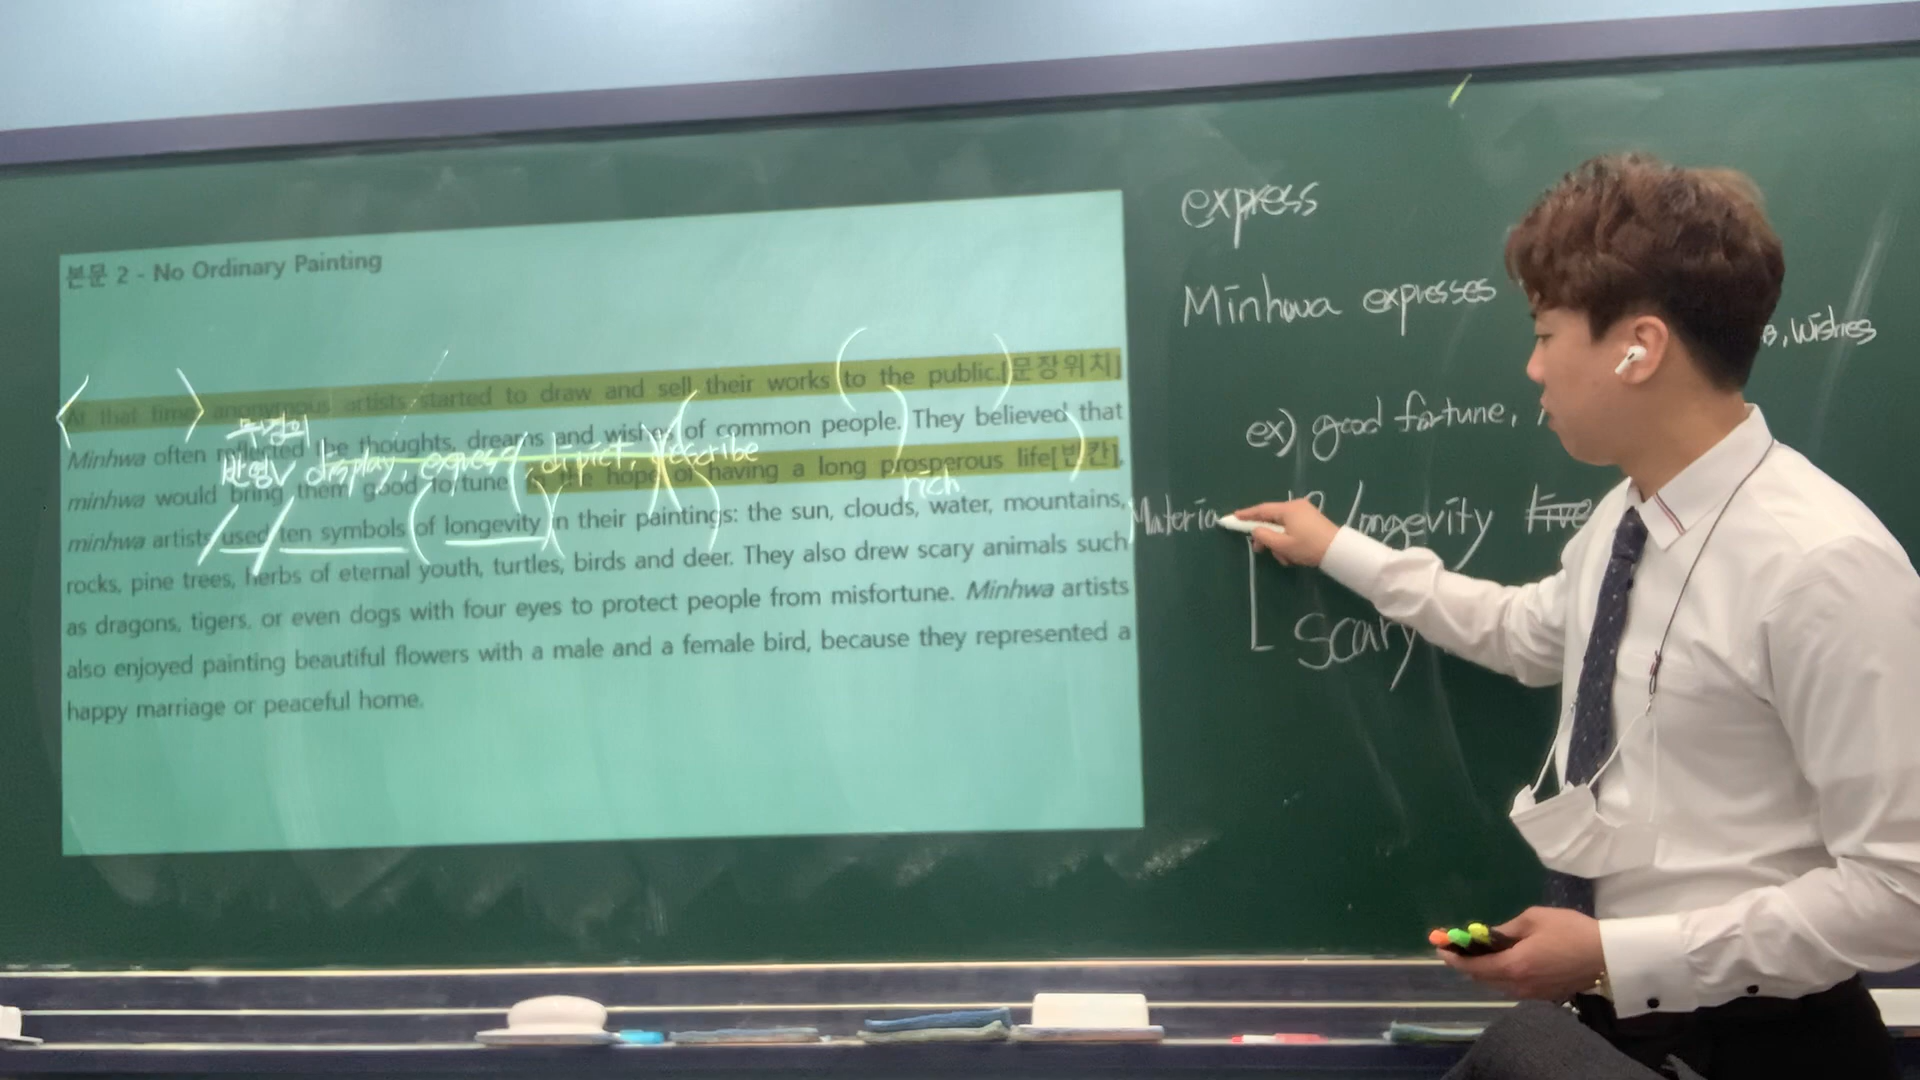 본문 2 - No Ordinary Painting
At that time, anonymous artists started to draw and sell their works to the public.[문장위치]
Minhwa often reflected the thoughts, dreams and wishes of common people. They believed that
display, express, depict, describe
minhwa would bring them good fortune in the hope of having a long prosperous life[빈칸],
rich
minhwa artists used ten symbols of longevity in their paintings: the sun, clouds, water, mountains,
rocks, pine trees, herbs of eternal youth, turtles, birds and deer. They also drew scary animals such
as dragons, tigers, or even dogs with four eyes to protect people from misfortune. Minhwa artists
also enjoyed painting beautiful flowers with a male and a female bird, because they represented a
happy marriage or peaceful home.
express
Minhwa expresses
, wishes
ex) good fortune,
longevity
Scary